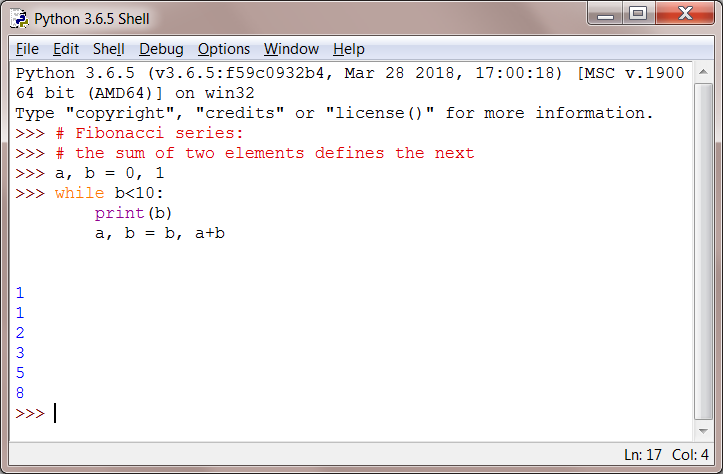 Python 3.6.5 Shell
File Edit Shell Debug Options Window Help
Python 3.6.5 (v3.6.5:f59c0932b4, Mar 28 2018, 17:00:18) [MSC v.1900
64 bit (AMD64)] on win32
Type "copyright", "credits" or "license()" for more information.
>>> # Fibonacci series:
>>> # the sum of two elements defines the next
>>> a, b = 0, 1
>>> while b<10:
        print(b)
        a, b = b, a+b
1
1
2
3
5
8
>>>
Ln: 17 Col: 4